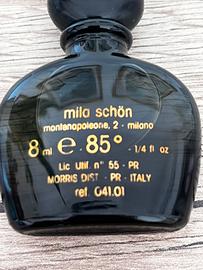 mila schön
montenapoleone, 2 - milano
8 ml e - 85° - 1/4 fl oz
Lic Util. n° 55 - PR
MORRIS DIST - PR - ITALY
ref. 041.01